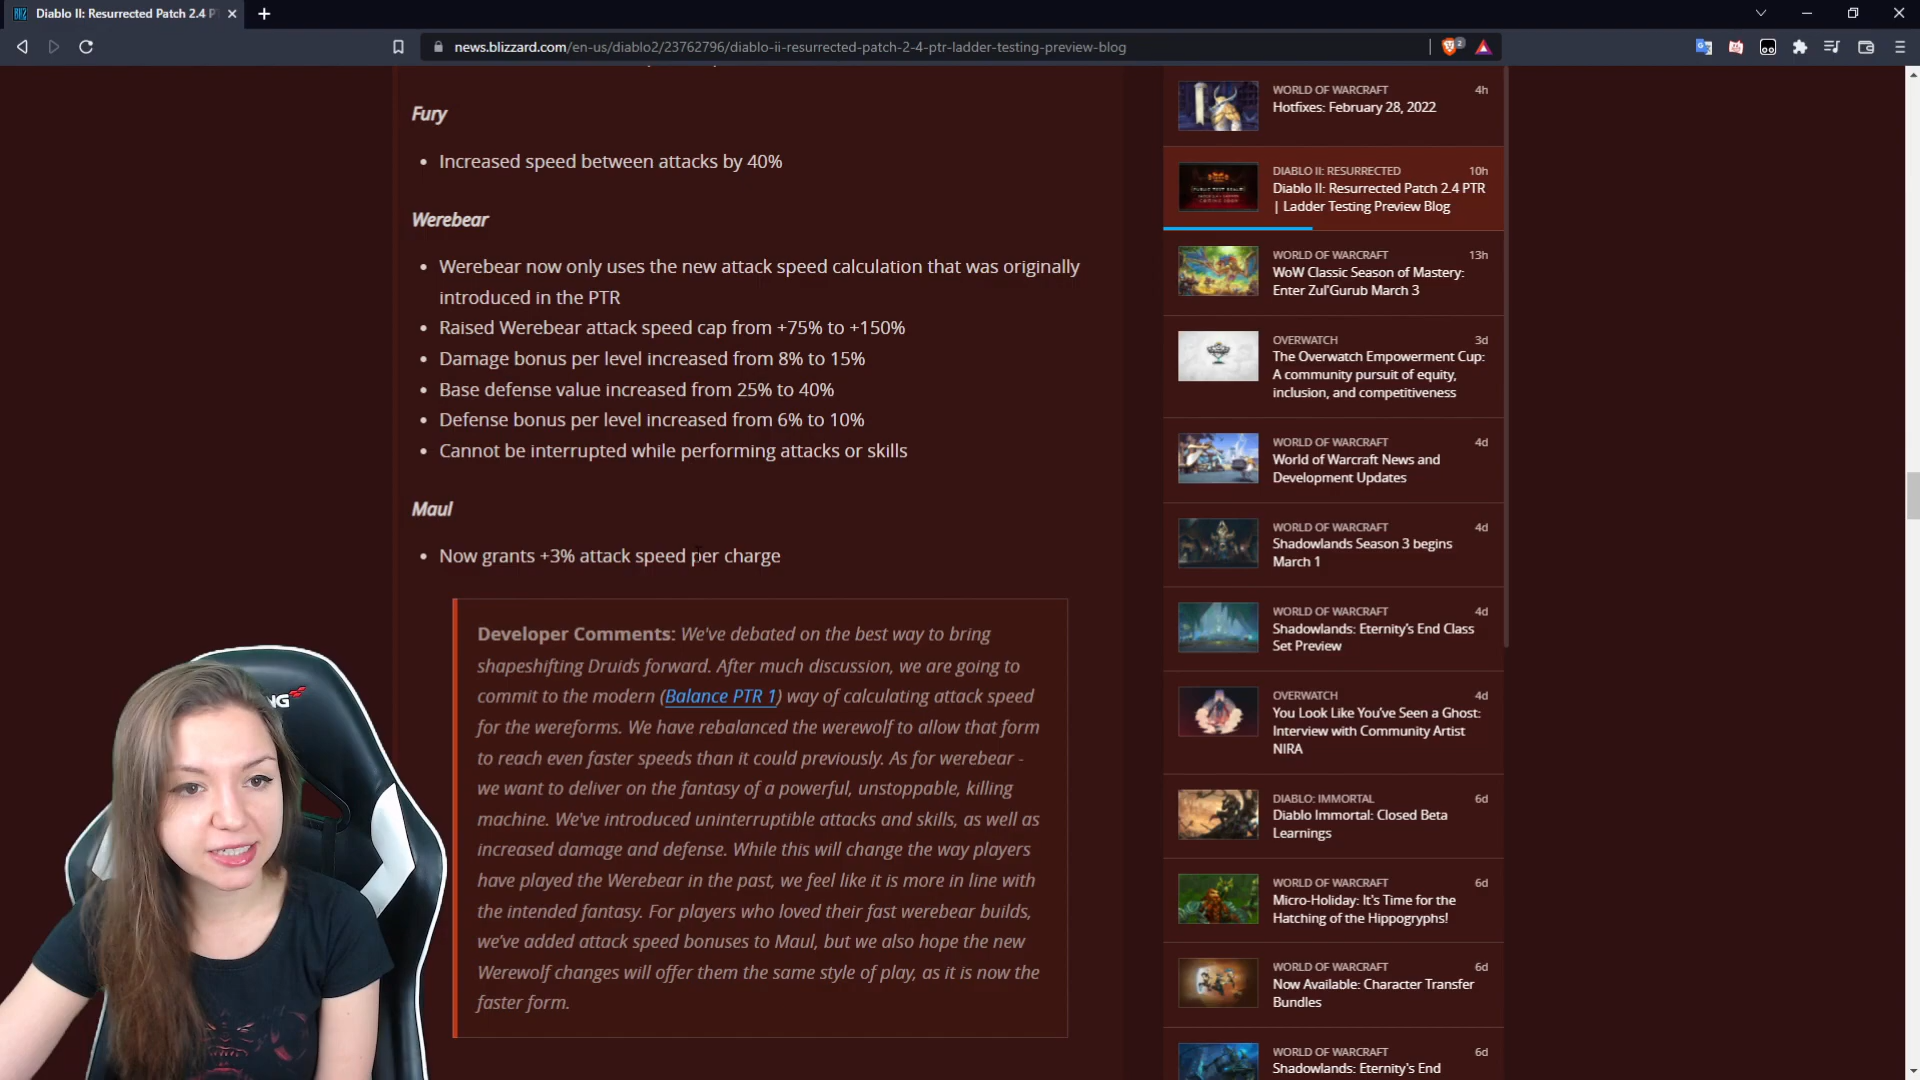 Diablo II: Resurrected Patch 2.4 P
news.blizzard.com/en-us/diablo2/23762796/diablo-ii-resurrected-patch-2-4-ptr-ladder-testing-preview-blog
2
Fury
• Increased speed between attacks by 40%
Werebear
• Werebear now only uses the new attack speed calculation that was originally
introduced in the PTR
• Raised Werebear attack speed cap from +75% to +150%
• Damage bonus per level increased from 8% to 15%
• Base defense value increased from 25% to 40%
• Defense bonus per level increased from 6% to 10%
• Cannot be interrupted while performing attacks or skills
Maul
• Now grants +3% attack speed per charge
Developer Comments: We've debated on the best way to bring
shapeshifting Druids forward. After much discussion, we are going to
commit to the modern (Balance PTR 1) way of calculating attack speed
for the wereforms. We have rebalanced the werewolf to allow that form
to reach even faster speeds than it could previously. As for werebear -
we want to deliver on the fantasy of a powerful, unstoppable, killing
machine. We've introduced uninterruptible attacks and skills, as well as
increased damage and defense. While this will change the way players
have played the Werebear in the past, we feel like it is more in line with
the intended fantasy. For players who loved their fast werebear builds,
we've added attack speed bonuses to Maul, but we also hope the new
Werewolf changes will offer them the same style of play, as it is now the
faster form.
WORLD OF WARCRAFT 4h
Hotfixes: February 28, 2022
DIABLO II: RESURRECTED 10h
Diablo II: Resurrected Patch 2.4 PTR
| Ladder Testing Preview Blog
WORLD OF WARCRAFT 13h
WoW Classic Season of Mastery:
Enter Zul'Gurub March 3
OVERWATCH 3d
The Overwatch Empowerment Cup:
A community pursuit of equity,
inclusion, and competitiveness
WORLD OF WARCRAFT 4d
World of Warcraft News and
Development Updates
WORLD OF WARCRAFT 4d
Shadowlands Season 3 begins
March 1
WORLD OF WARCRAFT 4d
Shadowlands: Eternity's End Class
Set Preview
OVERWATCH 4d
You Look Like You've Seen a Ghost:
Interview with Community Artist
NIRA
DIABLO: IMMORTAL 6d
Diablo Immortal: Closed Beta
Learnings
WORLD OF WARCRAFT 6d
Micro-Holiday: It's Time for the
Hatching of the Hippogryphs!
WORLD OF WARCRAFT 6d
Now Available: Character Transfer
Bundles
WORLD OF WARCRAFT 6d
Shadowlands: Eternity's End